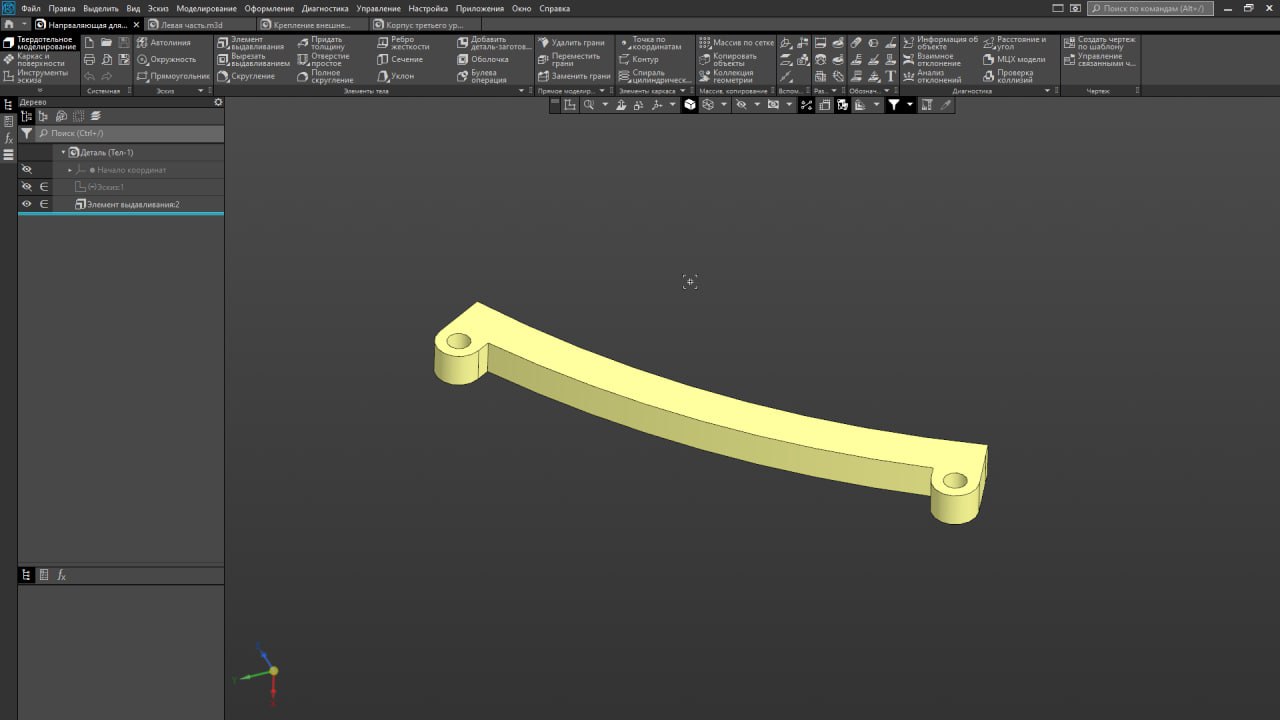 Файл Правка Выделить Вид Эскиз Моделирование Оформление Диагностика Управление Настройка Приложения Окно Справка
Поиск по командам (Alt+/)
Напрвляющая для... Левая часть.m3d Крепление внешне... Корпус третьего ур...
Твердотельное
моделирование
Каркас и
поверхности
Инструменты
эскиза
Системная
Автолиния
Окружность
Прямоугольник
Эскиз
Элемент
выдавливания
Вырезать
выдавливанием
Скругление
Придать
толщину
Отверстие
простое
Полное
скругление
Ребро
жесткости
Сечение
Уклон
Добавить
деталь-заготов...
Оболочка
Булева
операция
Элементы тела
Удалить грани
Переместить
грани
Заменить грани
Прямое моделир...
Точка по
координатам
Контур
Спираль
цилиндрическ...
Элементы каркаса
Массив по сетке
Копировать
объекты
Коллекция
геометрии
Массив, копирование
Вспом...
Раз...
Обознач...
Информация об
объекте
Наличие
отклонений
Анализ
отклонений
Расстояние и
угол
МЦХ модели
Проверка
коллизий
Диагностика
Создать чертеж
по шаблону
Управление
связанными ч...
Чертеж
Дерево
Поиск (Ctrl+/)
Деталь (Тел-1)
Начало координат
(-)Эскиз:1
Элемент выдавливания:2
Z
Y
X